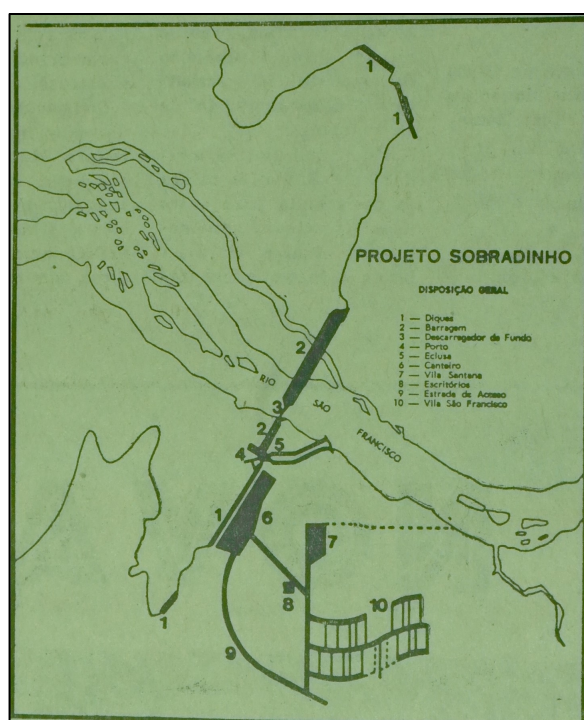 1
1
PROJETO SOBRADINHO
DISPOSIÇÃO GERAL
1 — Diques
2 — Barragem
3 — Descarregador de Fundo
4 — Porto
5 — Eclusa
6 — Canteiro
7 — Vila Santana
8 — Escritórios
9 — Estrada de Acesso
10 — Vila São Francisco
2
RIO
SÃO
FRANCISCO
3
2
5
4
1
6
7
8
10
1
9